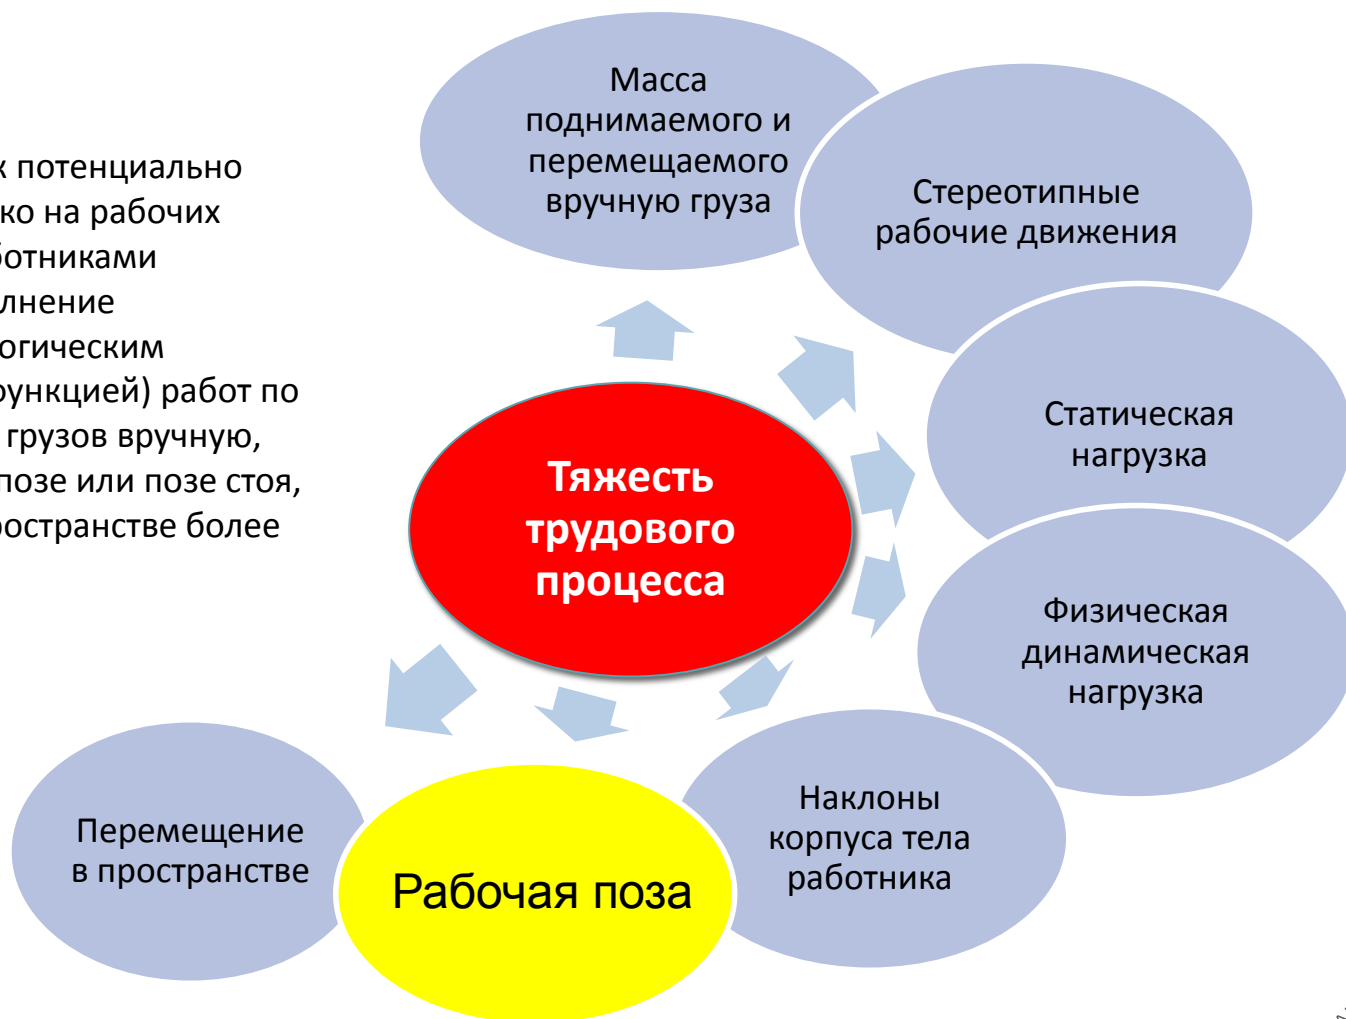 к потенциально
ко на рабочих
ботниками
лнение
огическим
функцией) работ по
грузов вручную,
позе или позе стоя,
ространстве более
Масса
поднимаемого и
перемещаемого
вручную груза
Стереотипные
рабочие движения
Статическая
нагрузка
Физическая
динамическая
нагрузка
Наклоны
корпуса тела
работника
Рабочая поза
Перемещение
в пространстве
Тяжесть
трудового
процесса